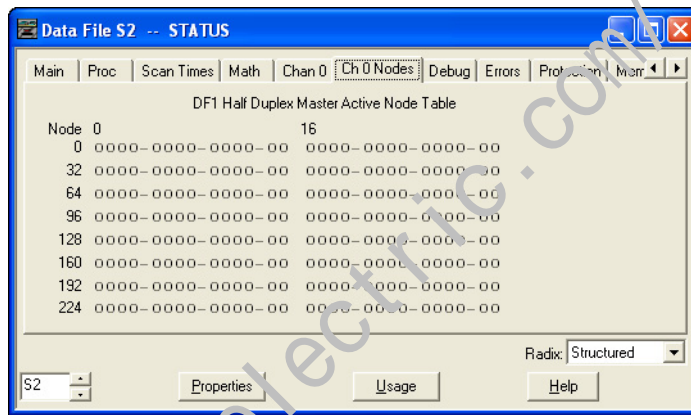 Data File S2 -- STATUS
Main Proc Scan Times Math Chan 0 Ch 0 Nodes Debug Errors Protection Mem
DF1 Half Duplex Master Active Node Table
Node 0 16
0 0000-0000-0000-00 0000-0000-0000-00
32 0000-0000-0000-00 0000-0000-0000-00
64 0000-0000-0000-00 0000-0000-0000-00
96 0000-0000-0000-00 0000-0000-0000-00
128 0000-0000-0000-00 0000-0000-0000-00
160 0000-0000-0000-00 0000-0000-0000-00
192 0000-0000-0000-00 0000-0000-0000-00
224 0000-0000-0000-00 0000-0000-0000-00
Radix: Structured
S2 Properties Usage Help
electric.com/